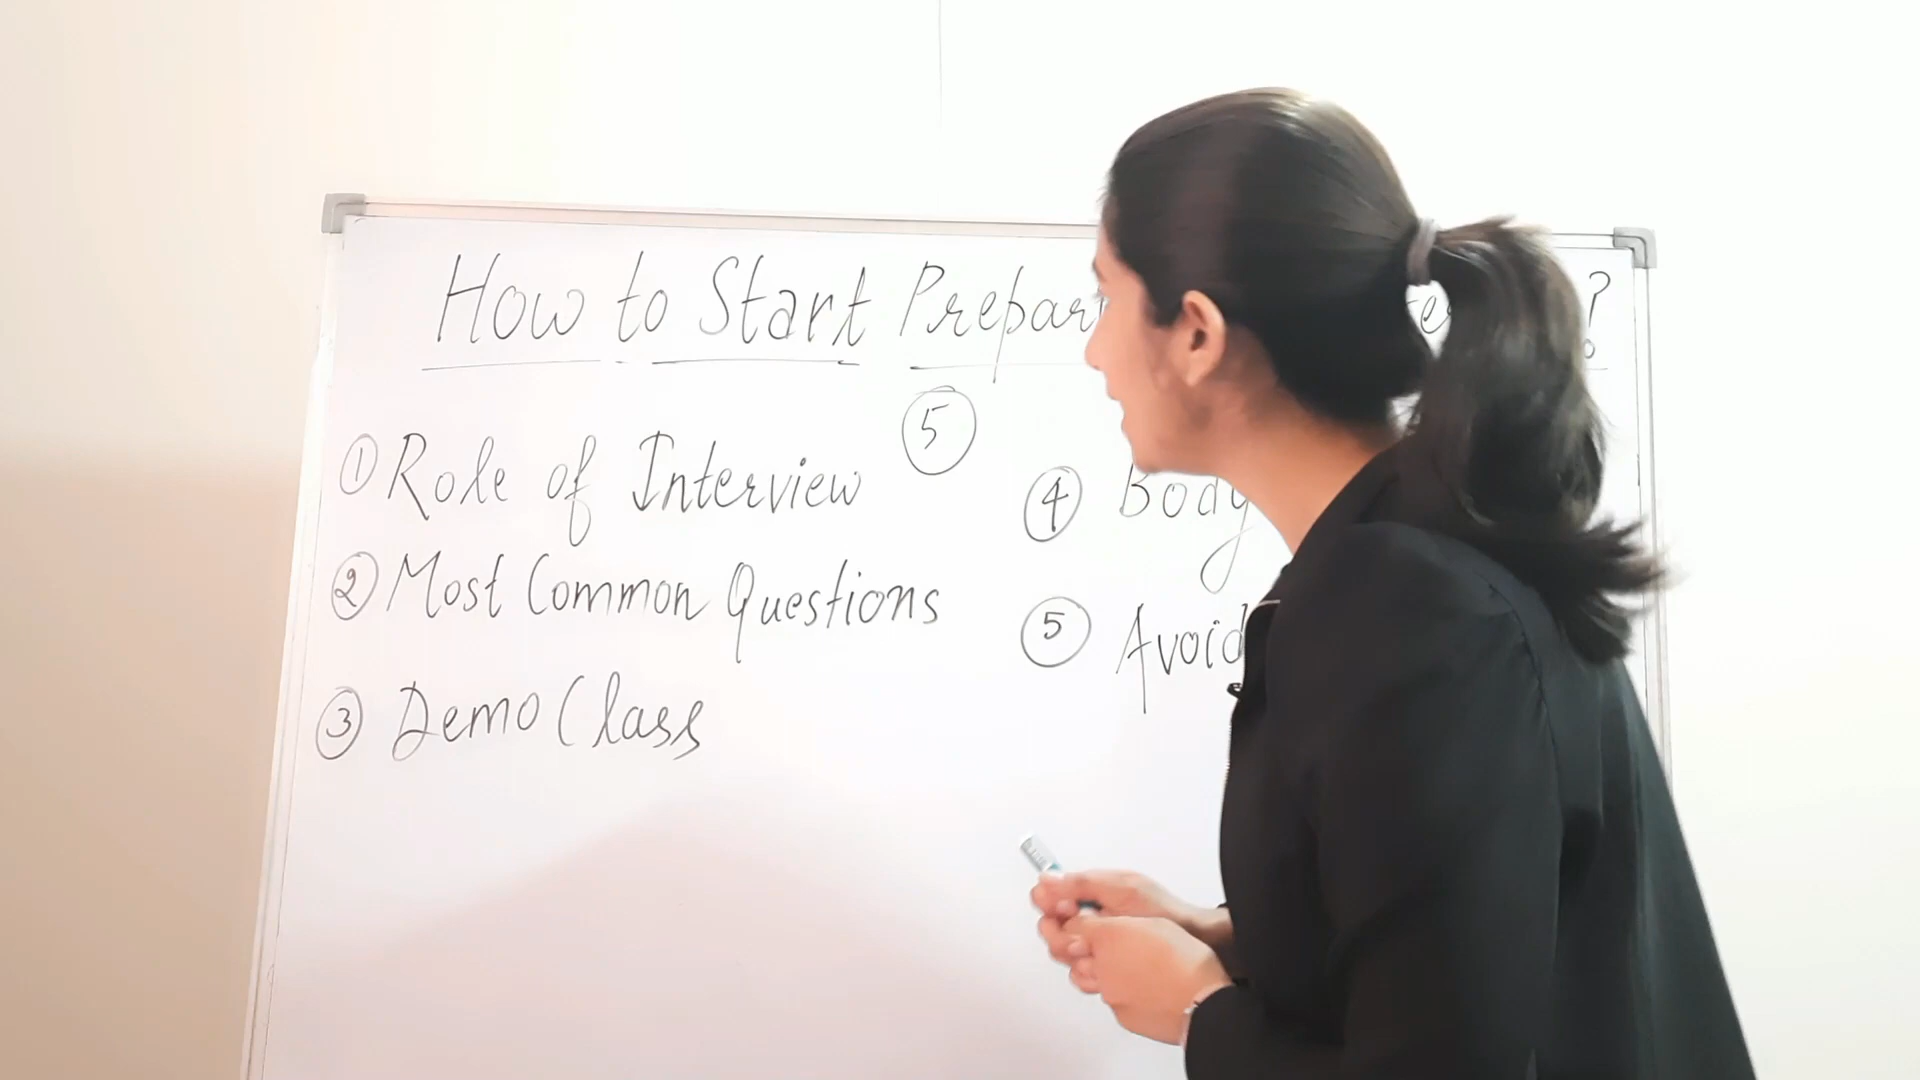 How to Start Prepar ?
5
① Role of Interview
② Most Common Questions
③ Demo Class
④ Body
⑤ Avoid